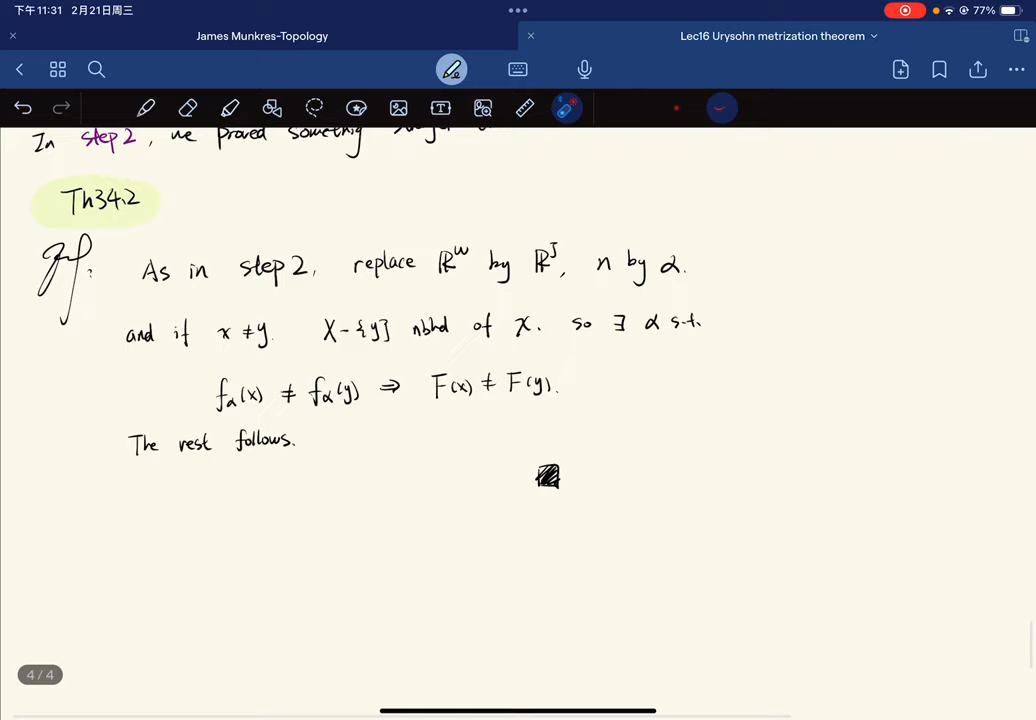 下午11:31 2月21日周三
77%
James Munkres-Topology
Lec16 Urysohn metrization theorem
In step 2, we proved something
Th34.2
As in step 2, replace ℝ^ω by ℝ^J, n by α.
and if x ≠ y. X-{y} nbhd of x. so ∃ α s.t.
f_α(x) ≠ f_α(y) ⇒ F(x) ≠ F(y).
The rest follows.
4 / 4